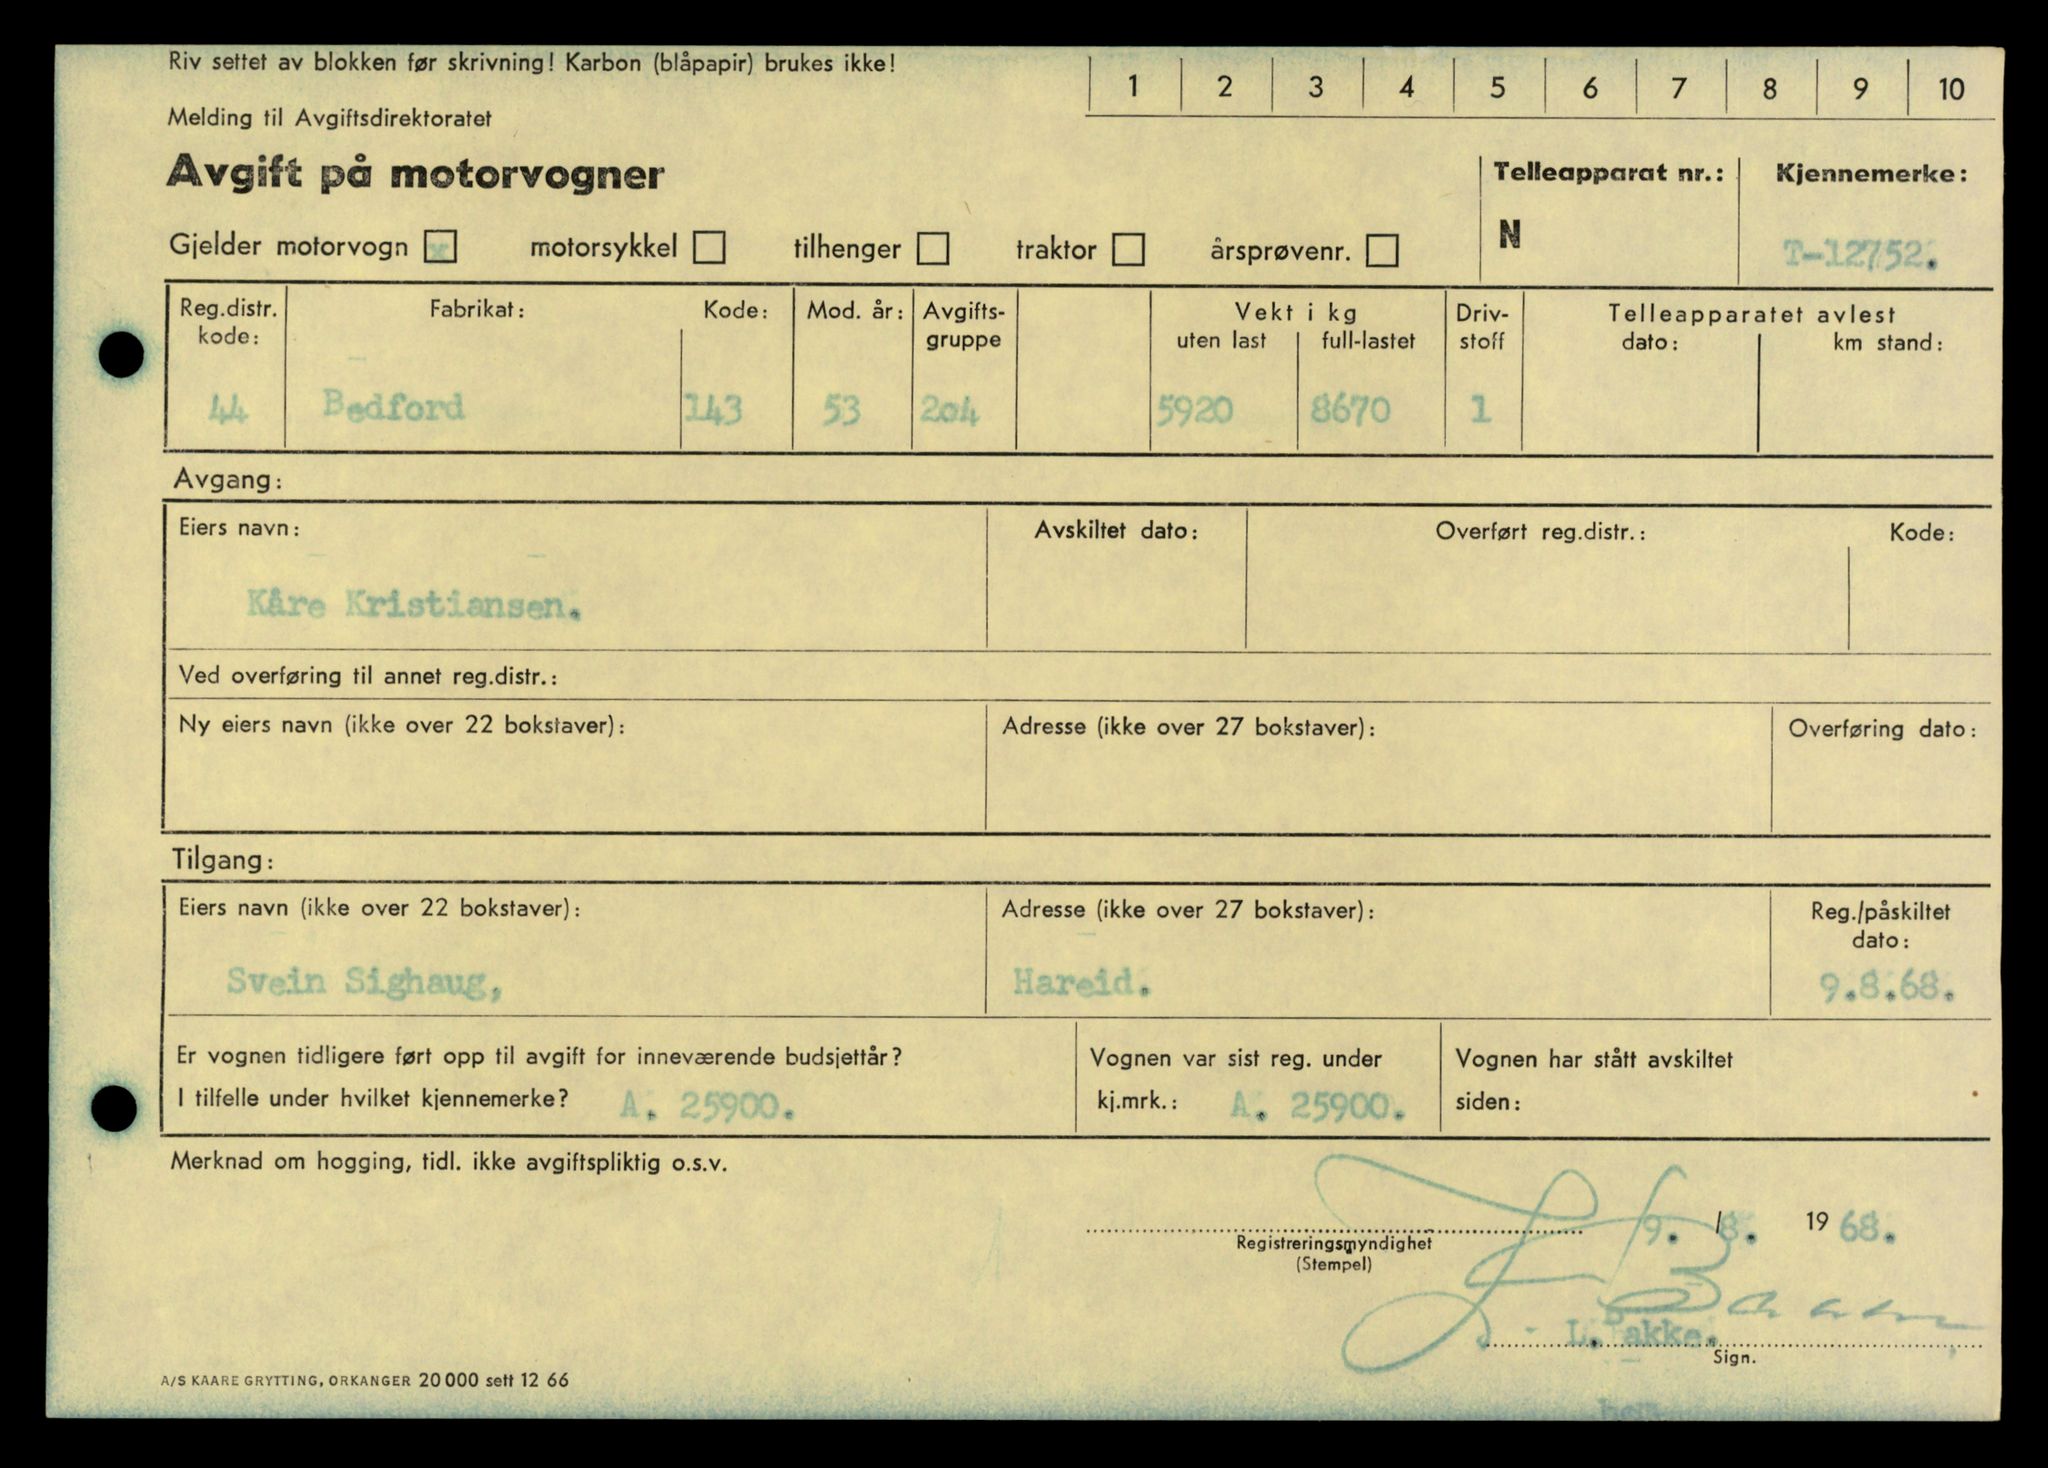 Riv settet av blokken før skrivning! Karbon (blåpapir) brukes ikke!
1 2 3 4 5 6 7 8 9 10
Melding til Avgiftsdirektoratet
Avgift på motorvogner
Telleapparat nr.: Kjennemerke:
N T-12752.
Gjelder motorvogn x motorsykkel tilhenger traktor årsprøvenr.
Reg.distr. kode: Fabrikat: Kode: Mod. år: Avgifts-gruppe Vekt i kg uten last full-lastet Driv-stoff Telleapparatet avlest dato: km stand:
44 Bedford 143 53 204 5920 8670 1
Avgang:
Eiers navn: Avskiltet dato: Overført reg.distr.: Kode:
Kåre Kristiansen.
Ved overføring til annet reg.distr.:
Ny eiers navn (ikke over 22 bokstaver): Adresse (ikke over 27 bokstaver): Overføring dato:
Tilgang:
Eiers navn (ikke over 22 bokstaver): Adresse (ikke over 27 bokstaver): Reg./påskiltet dato:
Svein Sighaug, Hareid. 9.8.68.
Er vognen tidligere ført opp til avgift for inneværende budsjettår? Vognen var sist reg. under Vognen har stått avskiltet
I tilfelle under hvilket kjennemerke? A. 25900. kj.mrk.: A. 25900. siden:
Merknad om hogging, tidl. ikke avgiftspliktig o.s.v.
9. /8. 19 68.
Registreringsmyndighet
(Stempel)
L. Bakke.
Sign.
A/S KAARE GRYTTING, ORKANGER 20 000 sett 12 66